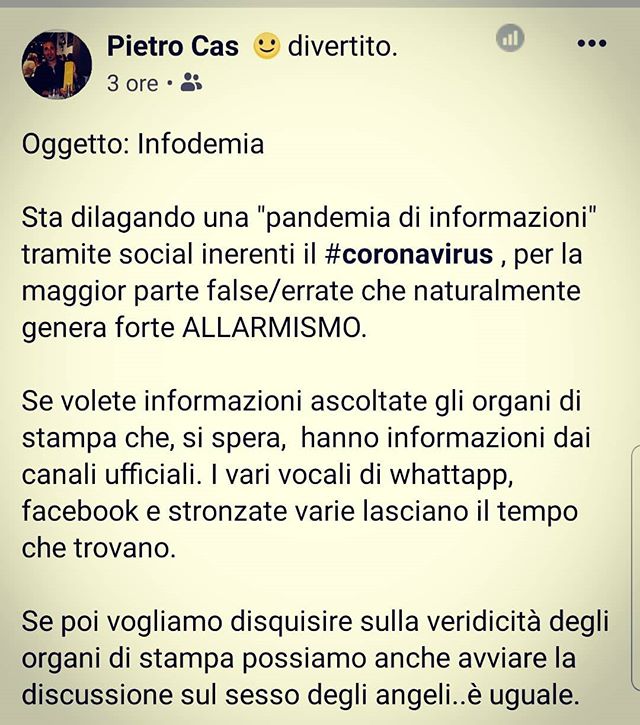 Pietro Cas 🙂 divertito.
3 ore •
Oggetto: Infodemia
Sta dilagando una "pandemia di informazioni"
tramite social inerenti il #coronavirus , per la
maggior parte false/errate che naturalmente
genera forte ALLARMISMO.
Se volete informazioni ascoltate gli organi di
stampa che, si spera,  hanno informazioni dai
canali ufficiali. I vari vocali di whattapp,
facebook e stronzate varie lasciano il tempo
che trovano.
Se poi vogliamo disquisire sulla veridicità degli
organi di stampa possiamo anche avviare la
discussione sul sesso degli angeli..è uguale.